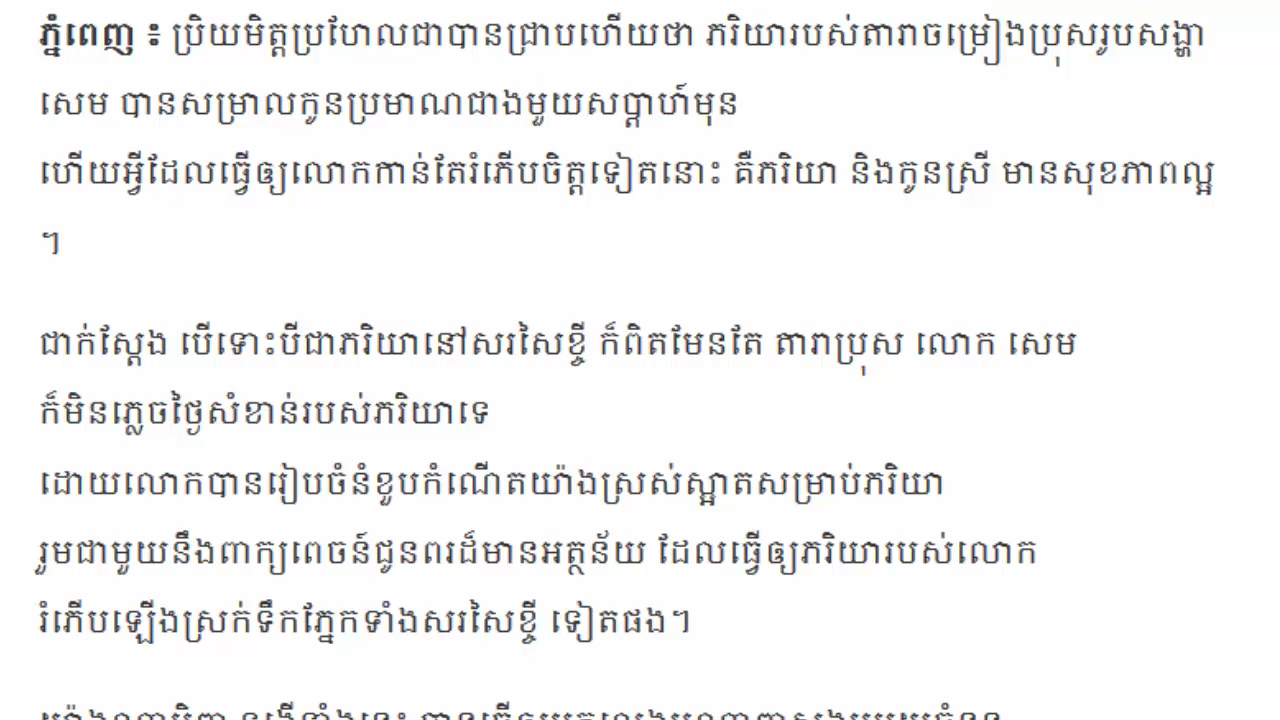 ភ្នំពេញ ៖ ប្រិយមិត្តប្រហែលជាបានជ្រាបហើយថា ភរិយារបស់តារាចម្រៀងប្រុសរូបសង្ហា
សេម បានសម្រាលកូនប្រមាណជាងមួយសប្ដាហ៍មុន
ហើយអ្វីដែលធ្វើឲ្យលោកកាន់តែរំភើបចិត្តទៀតនោះ គឺភរិយា និងកូនស្រី មានសុខភាពល្អ
។
ជាក់ស្ដែង បើទោះបីជាភរិយានៅសរសៃខ្ចី ក៏ពិតមែនតែ តារាប្រុស លោក សេម
ក៏មិនភ្លេចថ្ងៃសំខាន់របស់ភរិយាទេ
ដោយលោកបានរៀបចំនំខួបកំណើតយ៉ាងស្រស់ស្អាតសម្រាប់ភរិយា
រួមជាមួយនឹងពាក្យពេចន៍ជូនពរដ៏មានអត្ថន័យ ដែលធ្វើឲ្យភរិយារបស់លោក
រំភើបឡើងស្រក់ទឹកភ្នែកទាំងសរសៃខ្ចី ទៀតផង។